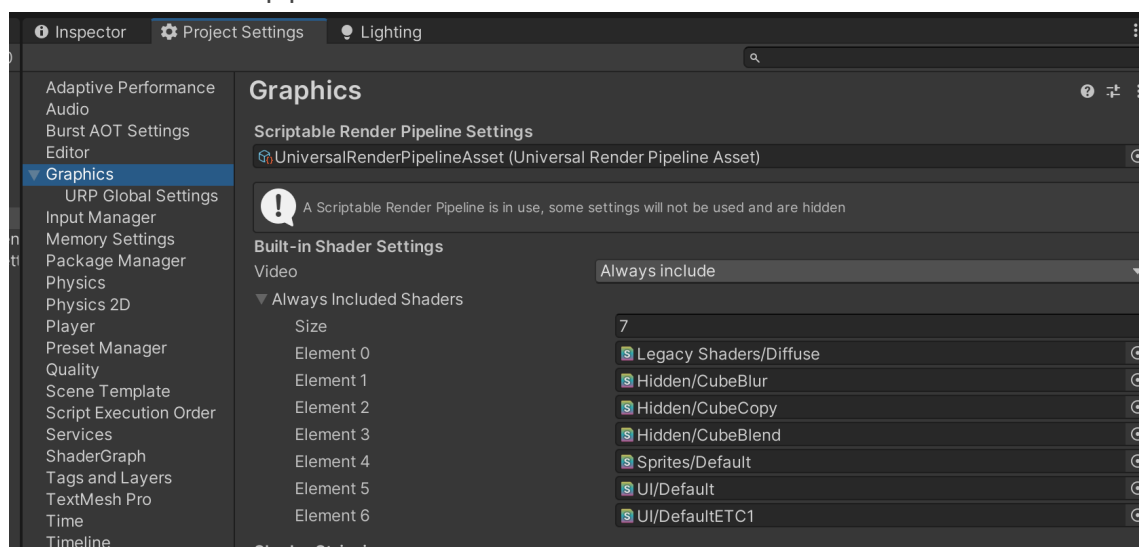 Inspector Project Settings Lighting
Adaptive Performance
Audio
Burst AOT Settings
Editor
Graphics
URP Global Settings
Input Manager
Memory Settings
Package Manager
Physics
Physics 2D
Player
Preset Manager
Quality
Scene Template
Script Execution Order
Services
ShaderGraph
Tags and Layers
TextMesh Pro
Time
Timeline
Graphics
Scriptable Render Pipeline Settings
UniversalRenderPipelineAsset (Universal Render Pipeline Asset)
A Scriptable Render Pipeline is in use, some settings will not be used and are hidden
Built-in Shader Settings
Video Always include
Always Included Shaders
Size 7
Element 0 Legacy Shaders/Diffuse
Element 1 Hidden/CubeBlur
Element 2 Hidden/CubeCopy
Element 3 Hidden/CubeBlend
Element 4 Sprites/Default
Element 5 UI/Default
Element 6 UI/DefaultETC1